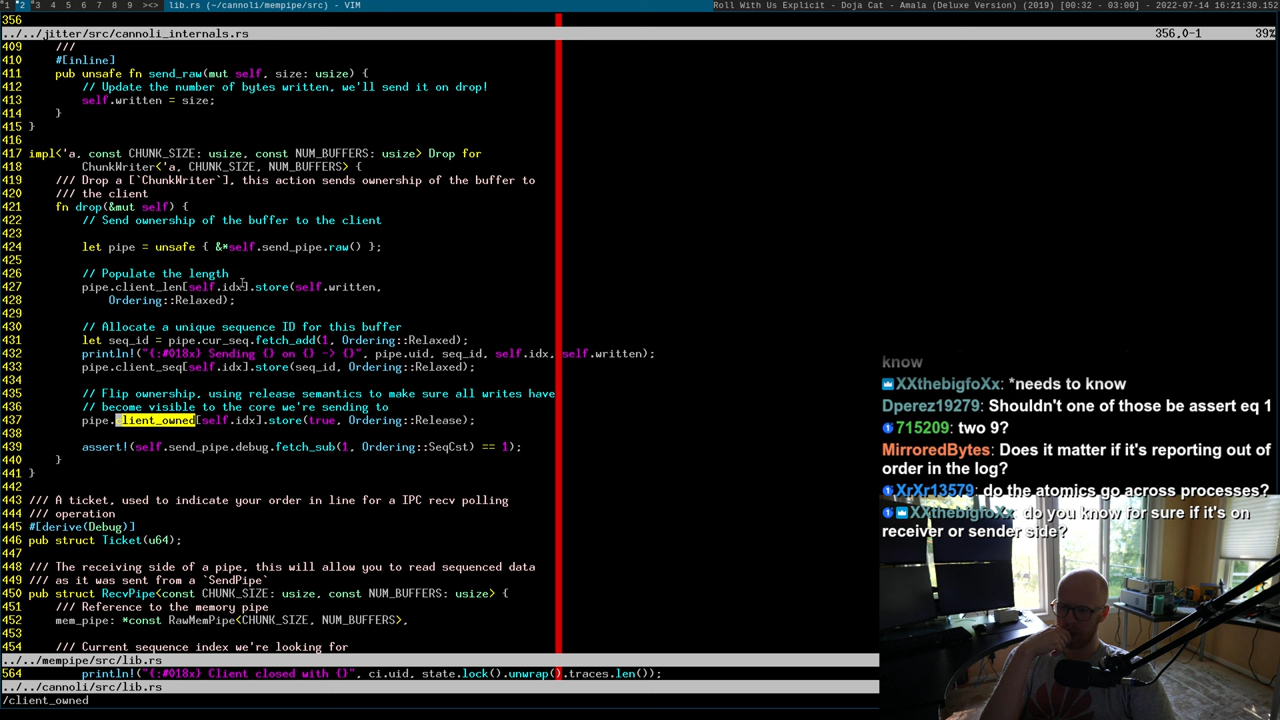 1 2 3 4 5 6 7 8 9 ><> lib.rs (~/cannoli/mempipe/src) - VIM Roll With Us Explicit - Doja Cat - Amala (Deluxe Version) (2019) [00:32 - 03:00] - 2022-07-14 16:21:30.152
356
../../jitter/src/cannoli_internals.rs 356,0-1 39%
409 ///
410 #[inline]
411 pub unsafe fn send_raw(mut self, size: usize) {
412 // Update the number of bytes written, we'll send it on drop!
413 self.written = size;
414 }
415 }
416
417 impl<'a, const CHUNK_SIZE: usize, const NUM_BUFFERS: usize> Drop for
418 ChunkWriter<'a, CHUNK_SIZE, NUM_BUFFERS> {
419 /// Drop a [`ChunkWriter`], this action sends ownership of the buffer to
420 /// the client
421 fn drop(&mut self) {
422 // Send ownership of the buffer to the client
423
424 let pipe = unsafe { &*self.send_pipe.raw() };
425
426 // Populate the length
427 pipe.client_len[self.idx].store(self.written,
428 Ordering::Relaxed);
429
430 // Allocate a unique sequence ID for this buffer
431 let seq_id = pipe.cur_seq.fetch_add(1, Ordering::Relaxed);
432 println!("{:#018x} Sending {} on {} -> {}", pipe.uid, seq_id, self.idx, self.written);
433 pipe.client_seq[self.idx].store(seq_id, Ordering::Relaxed);
434
435 // Flip ownership, using release semantics to make sure all writes have
436 // become visible to the core we're sending to
437 pipe.client_owned[self.idx].store(true, Ordering::Release);
438
439 assert!(self.send_pipe.debug.fetch_sub(1, Ordering::SeqCst) == 1);
440 }
441 }
442
443 /// A ticket, used to indicate your order in line for a IPC recv polling
444 /// operation
445 #[derive(Debug)]
446 pub struct Ticket(u64);
447
448 /// The receiving side of a pipe, this will allow you to read sequenced data
449 /// as it was sent from a `SendPipe`
450 pub struct RecvPipe<const CHUNK_SIZE: usize, const NUM_BUFFERS: usize> {
451 /// Reference to the memory pipe
452 mem_pipe: *const RawMemPipe<CHUNK_SIZE, NUM_BUFFERS>,
453
454 /// Current sequence index we're looking for
../../mempipe/src/lib.rs
564 println!("{:#018x} Client closed with {}", ci.uid, state.lock().unwrap().traces.len());
../../cannoli/src/lib.rs
/client_owned
know
XXthebigfoXx: *needs to know
Dperez19279: Shouldn't one of those be assert eq 1
715209: two 9?
MirroredBytes: Does it matter if it's reporting out of
order in the log?
XrXr13579: do the atomics go across processes?
XXthebigfoXx: do you know for sure if it's on
receiver or sender side?